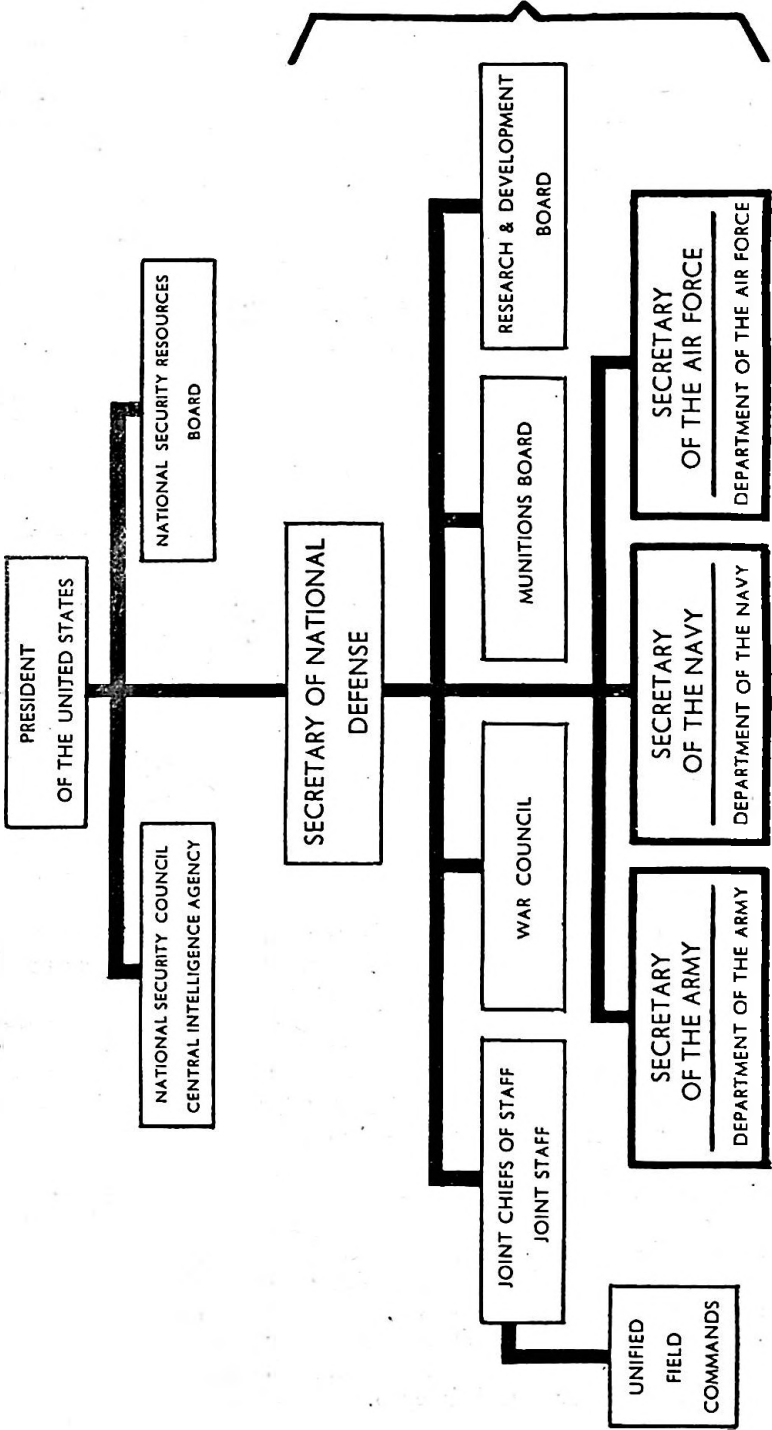 PRESIDENT
OF THE UNITED STATES
NATIONAL SECURITY COUNCIL
CENTRAL INTELLIGENCE AGENCY
NATIONAL SECURITY RESOURCES
BOARD
SECRETARY OF NATIONAL
DEFENSE
JOINT CHIEFS OF STAFF
JOINT STAFF
WAR COUNCIL
MUNITIONS BOARD
RESEARCH & DEVELOPMENT
BOARD
UNIFIED
FIELD
COMMANDS
SECRETARY
OF THE ARMY
DEPARTMENT OF THE ARMY
SECRETARY
OF THE NAVY
DEPARTMENT OF THE NAVY
SECRETARY
OF THE AIR FORCE
DEPARTMENT OF THE AIR FORCE